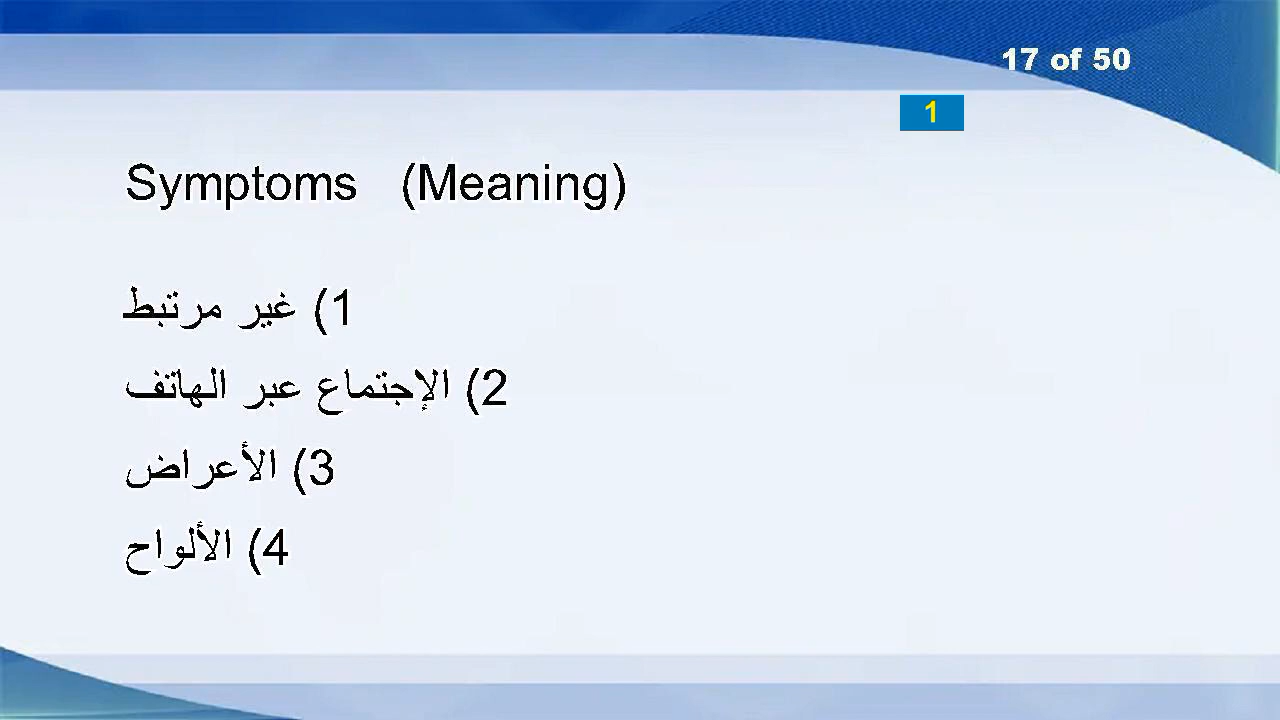 17 of 50
1
Symptoms (Meaning)
1) غير مرتبط
2) الإجتماع عبر الهاتف
3) الأعراض
4) الألواح